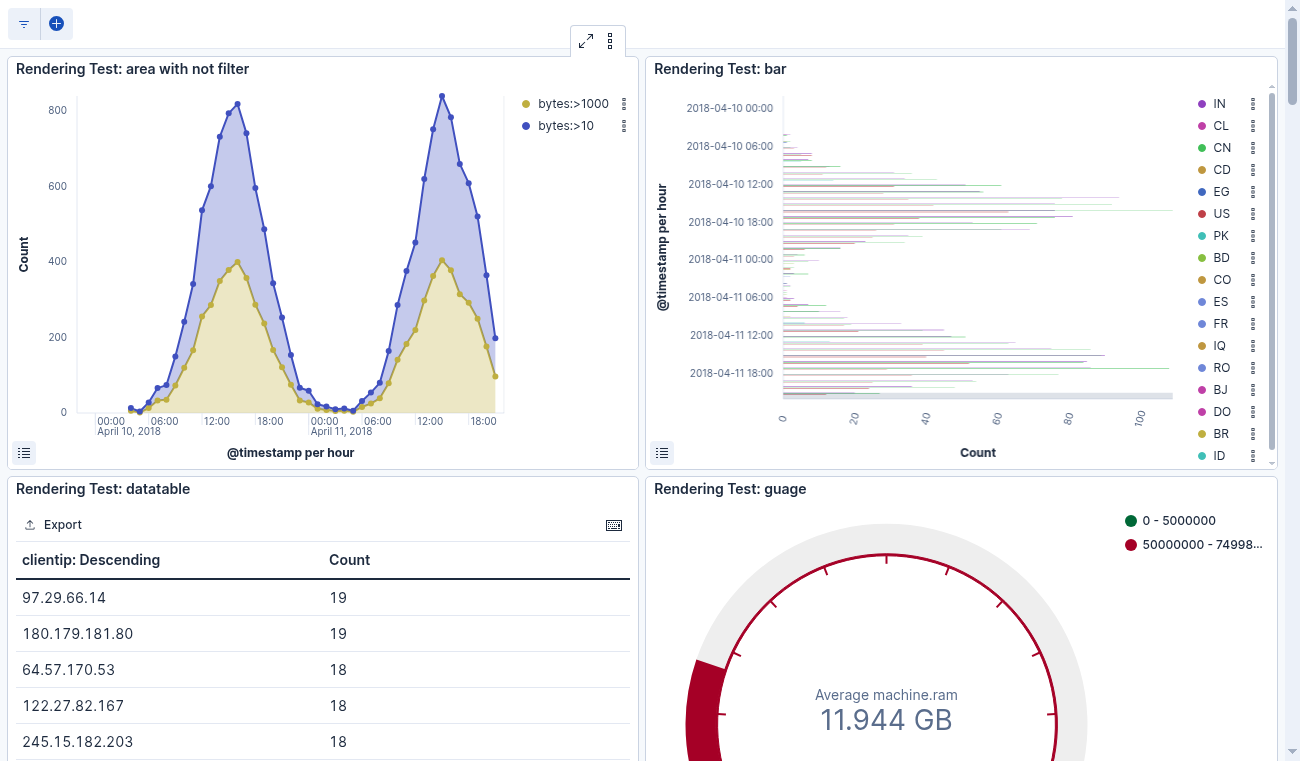 Rendering Test: area with not filter
800
600
400
200
0
Count
00:00
06:00
12:00
18:00
00:00
06:00
12:00
18:00
April 10, 2018
April 11, 2018
@timestamp per hour
bytes:>1000
bytes:>10
Rendering Test: bar
@timestamp per hour
2018-04-10 00:00
2018-04-10 06:00
2018-04-10 12:00
2018-04-10 18:00
2018-04-11 00:00
2018-04-11 06:00
2018-04-11 12:00
2018-04-11 18:00
0
20
40
60
80
100
Count
IN
CL
CN
CD
EG
US
PK
BD
CO
ES
FR
IQ
RO
BJ
DO
BR
ID
Rendering Test: datatable
Export
clientip: Descending Count
97.29.66.14 19
180.179.181.80 19
64.57.170.53 18
122.27.82.167 18
245.15.182.203 18
Rendering Test: guage
0 - 5000000
50000000 - 74998...
Average machine.ram
11.944 GB